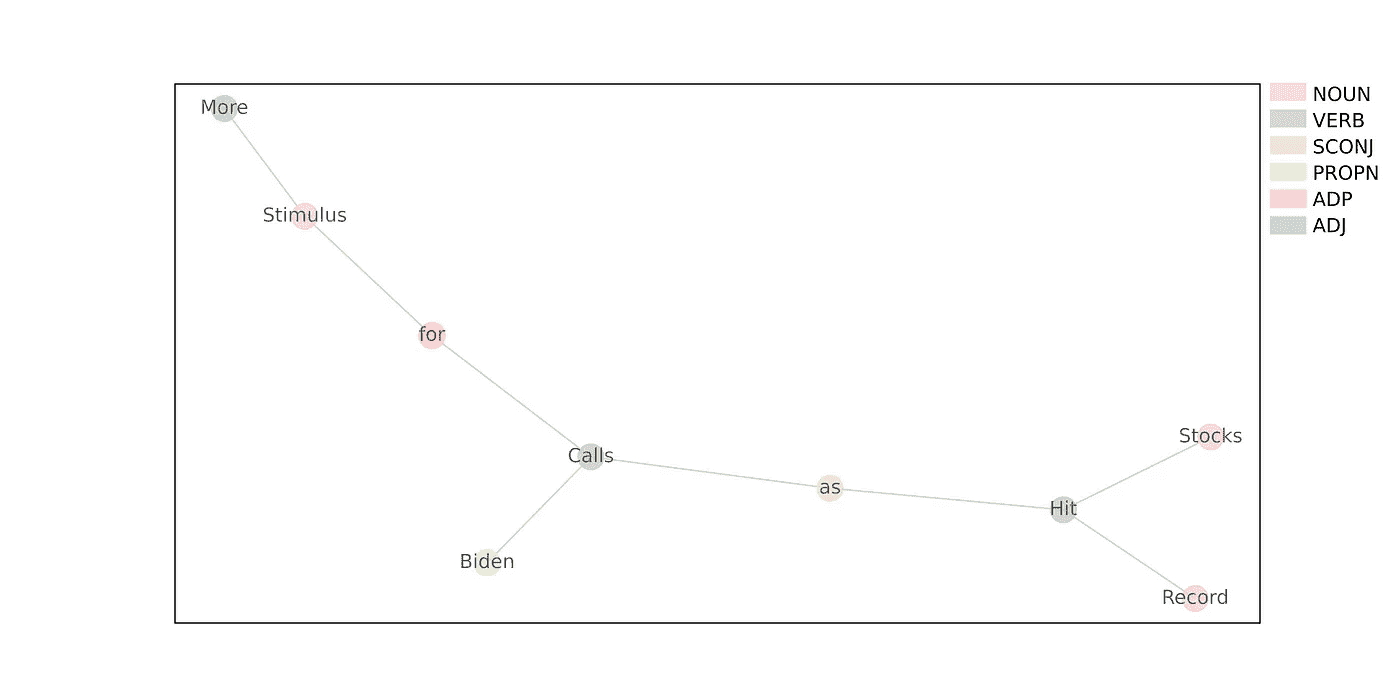 More
Stimulus
for
Calls
Biden
as
Hit
Stocks
Record
NOUN
VERB
SCONJ
PROPN
ADP
ADJ